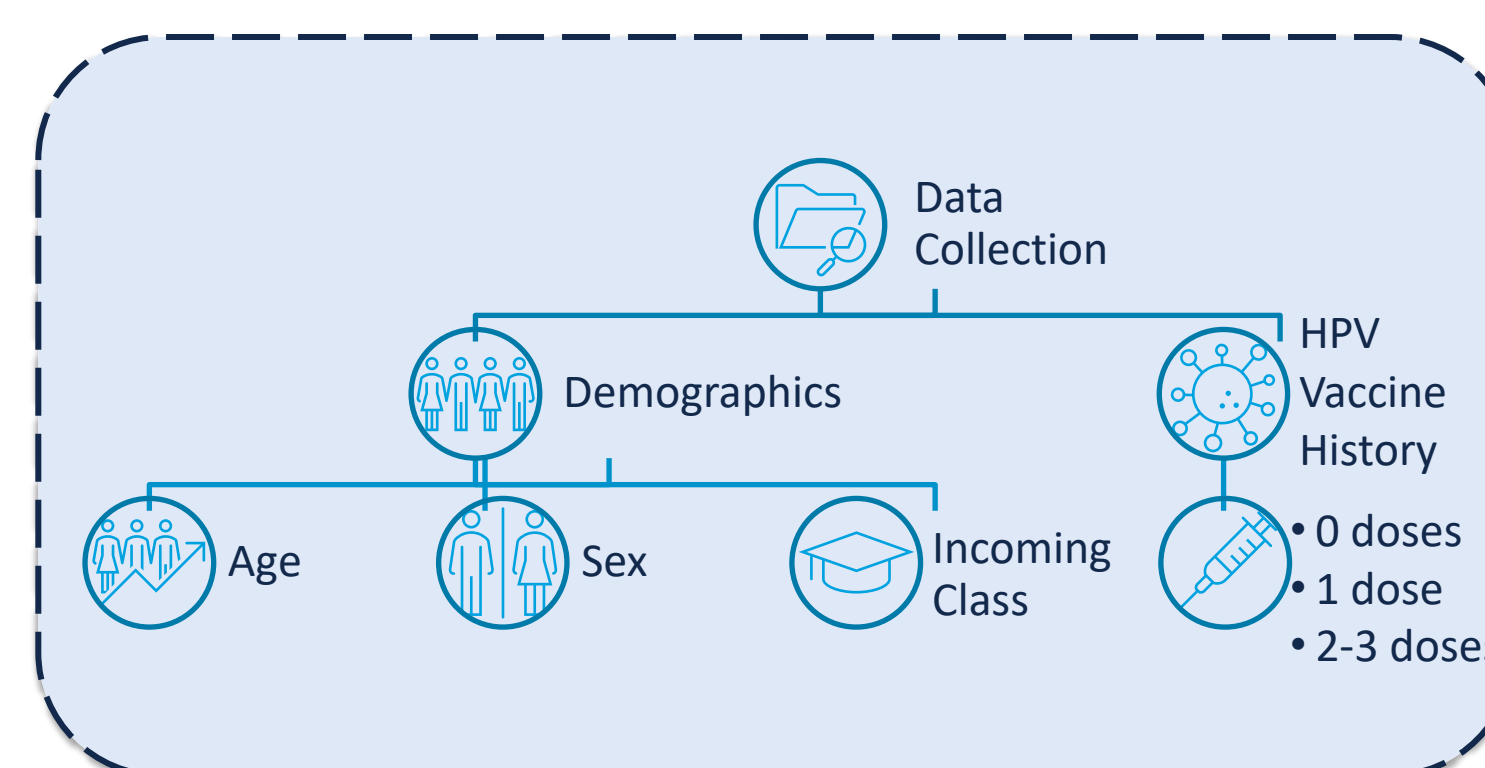 Data
Collection
HPV
Vaccine
History
Demographics
Age
Sex
Incoming
Class
• 0 doses
• 1 dose
• 2-3 doses